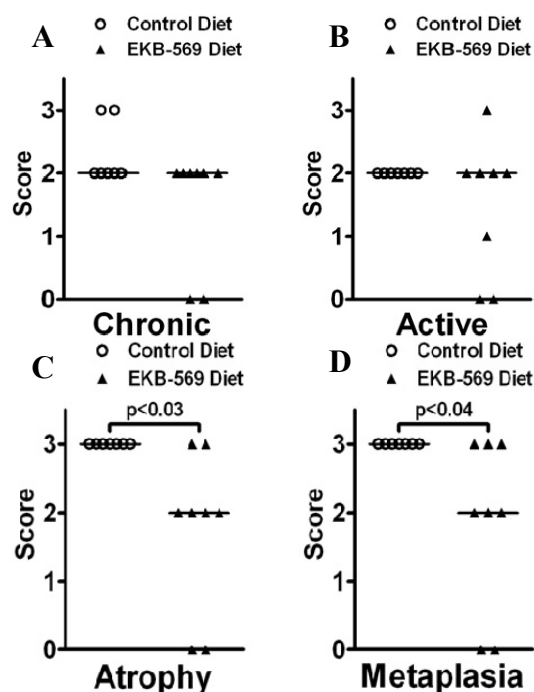 A
Control Diet
EKB-569 Diet
3
2
1
0
Score
Chronic
B
Control Diet
EKB-569 Diet
3
2
1
0
Score
Active
C
Control Diet
EKB-569 Diet
p<0.03
3
2
1
0
Score
Atrophy
D
Control Diet
EKB-569 Diet
p<0.04
3
2
1
0
Score
Metaplasia